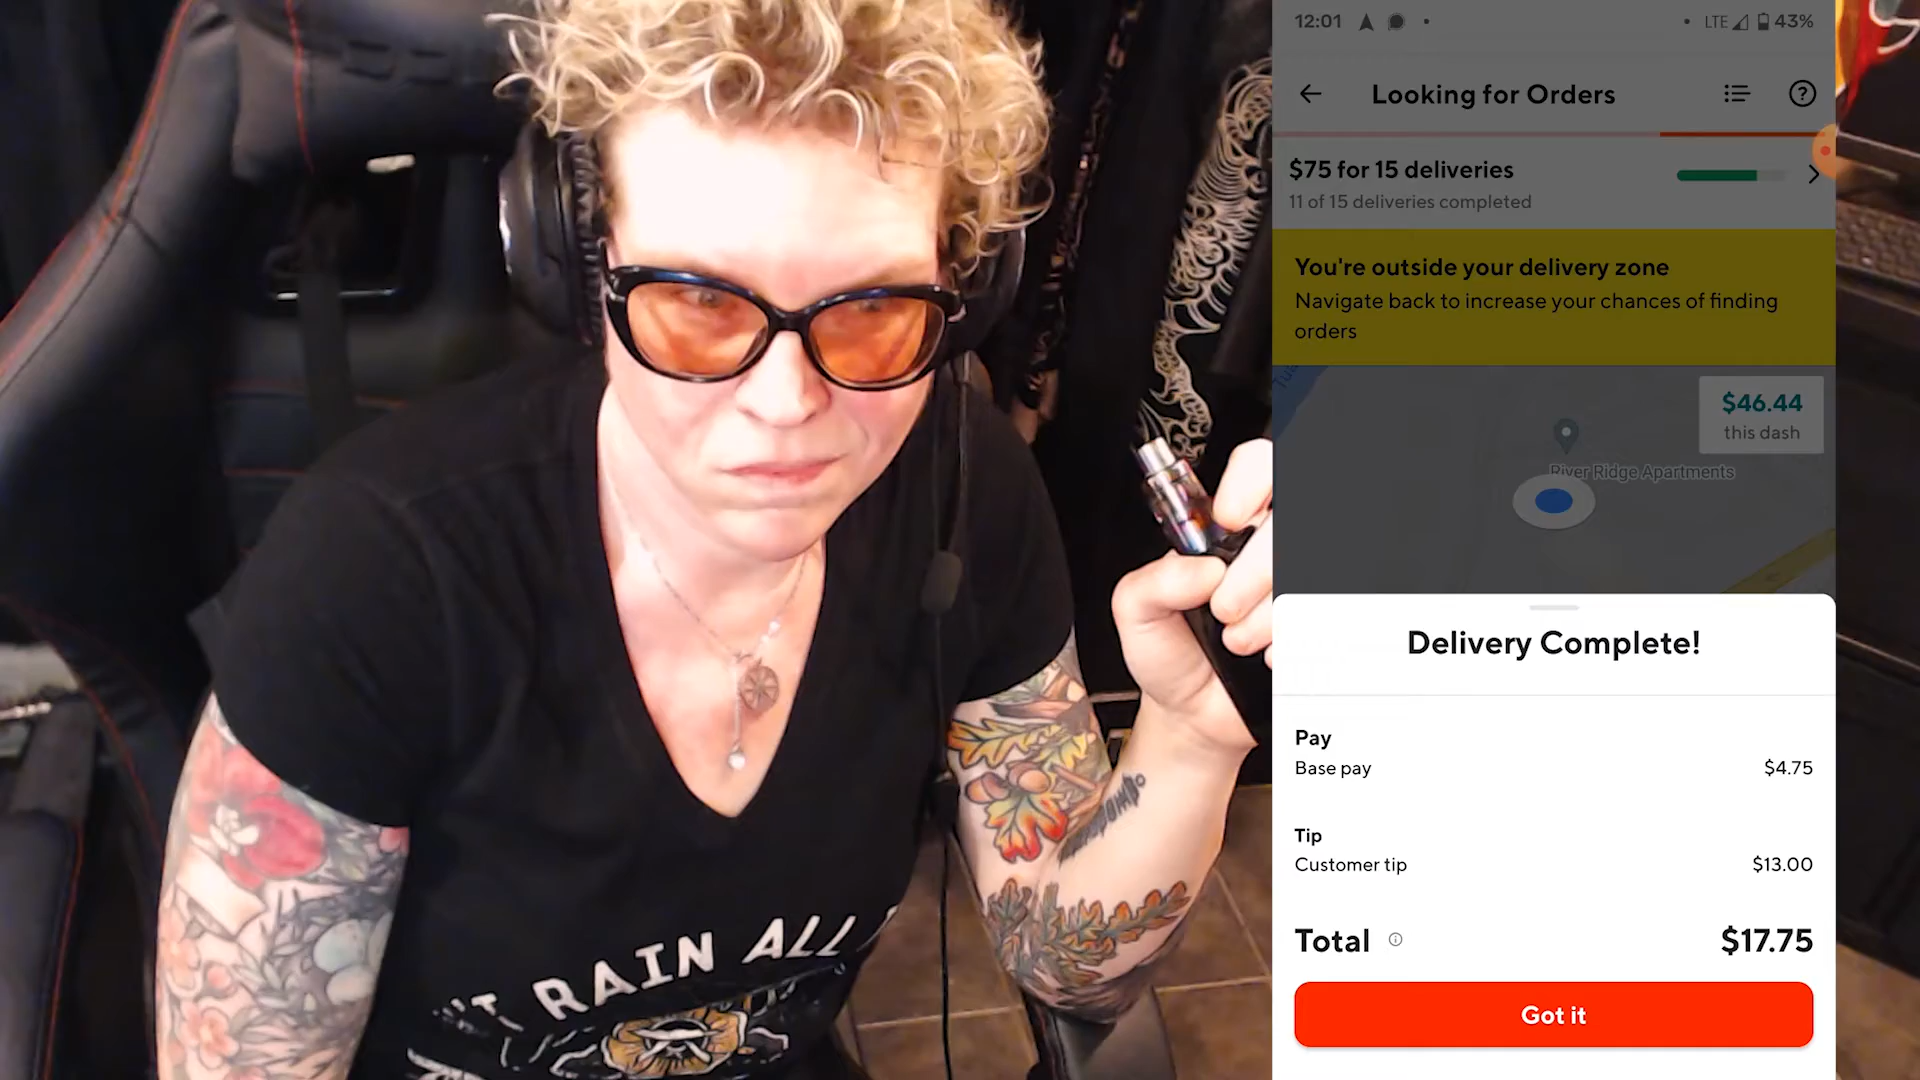 12:01
LTE
43%
Looking for Orders
$75 for 15 deliveries
11 of 15 deliveries completed
You're outside your delivery zone
Navigate back to increase your chances of finding
orders
$46.44
this dash
River Ridge Apartments
Delivery Complete!
Pay
Base pay $4.75
Tip
Customer tip $13.00
Total $17.75
Got it
'T RAIN ALL